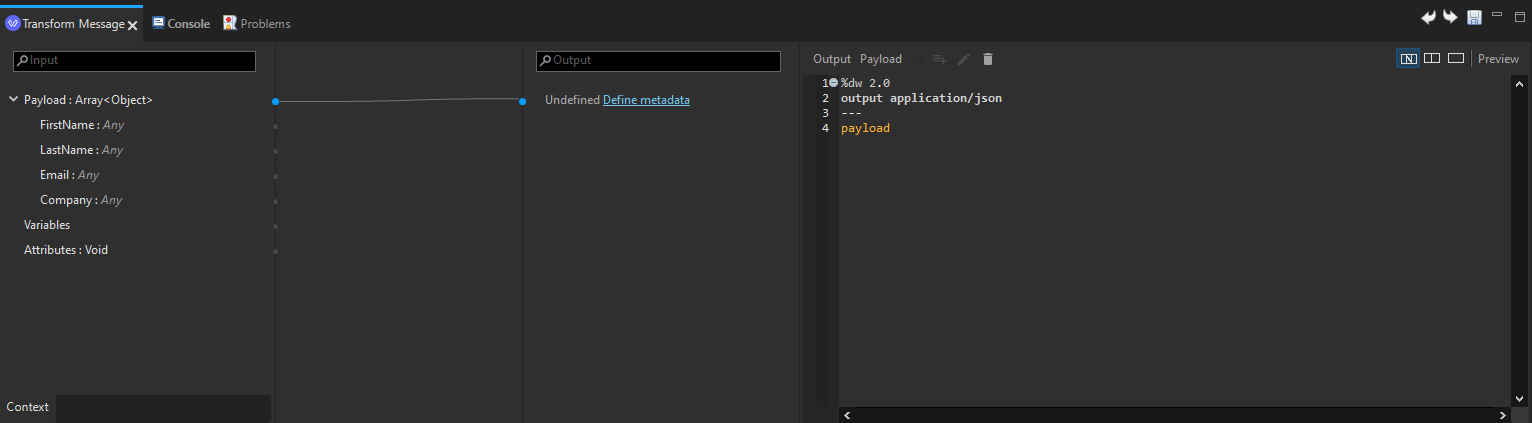 Transform Message
Console
Problems
Input
Payload : Array<Object>
FirstName : Any
LastName : Any
Email : Any
Company : Any
Variables
Attributes : Void
Context
Output
Undefined Define metadata
Output Payload
Preview
1 %dw 2.0
2 output application/json
3 ---
4 payload